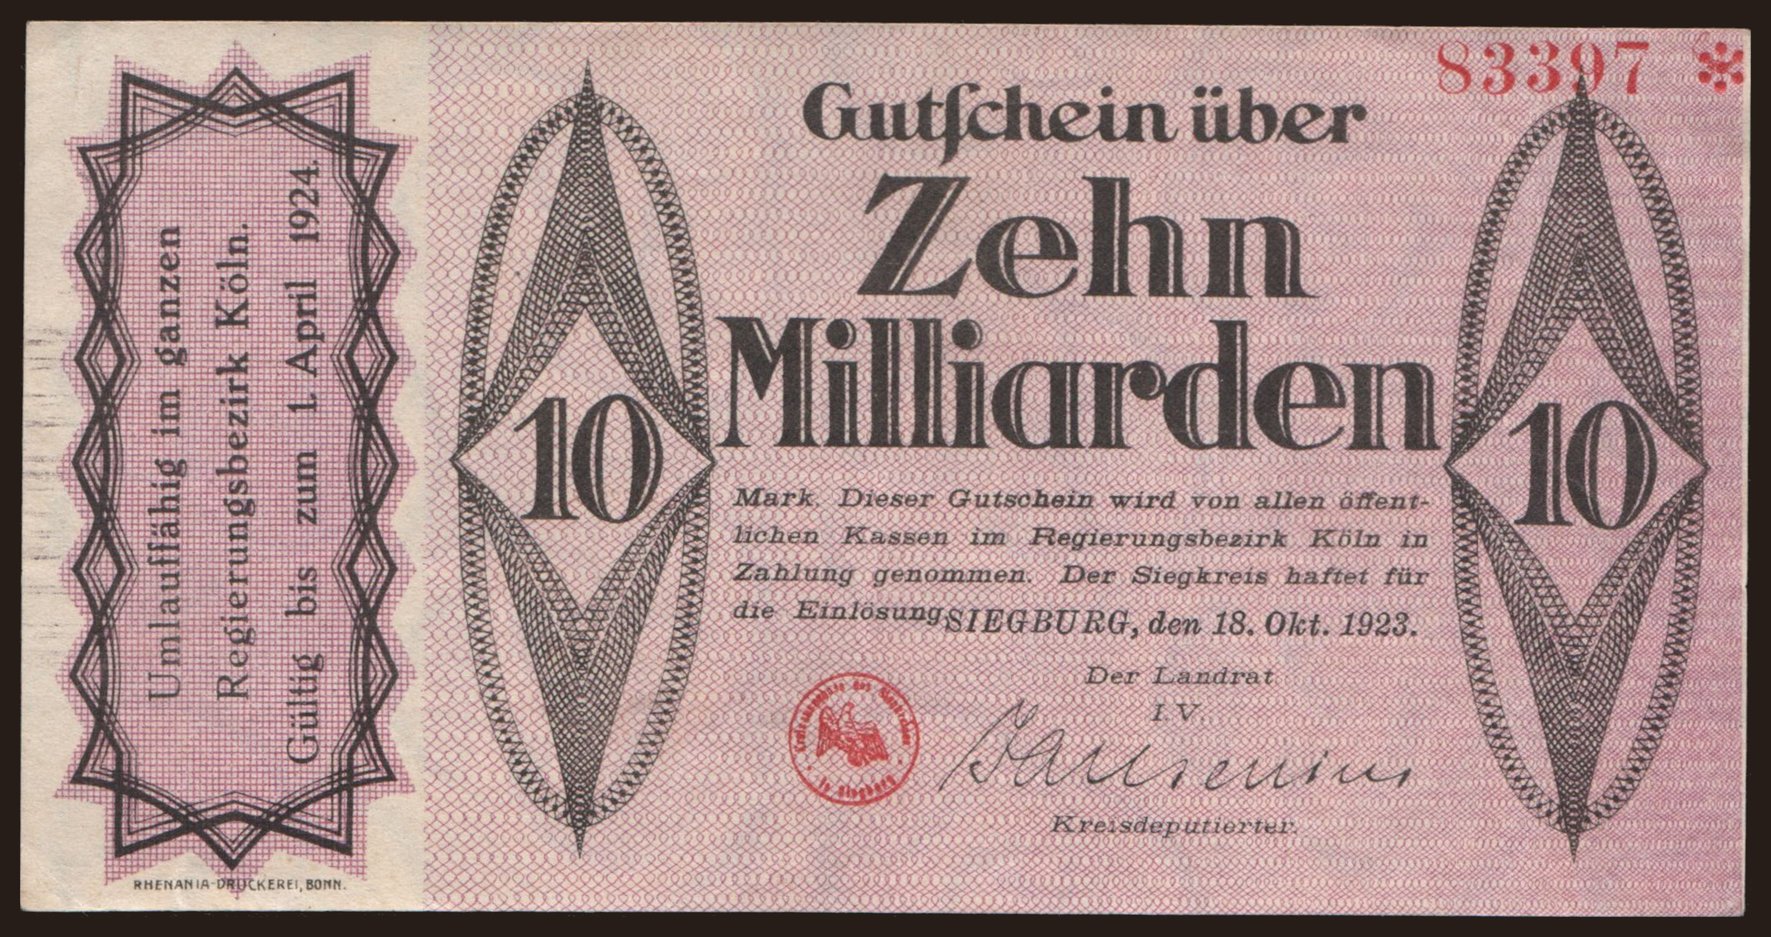 83397 *
Gutschein über
Zehn
Milliarden
10
10
Mark. Dieser Gutschein wird von allen öffent-
lichen Kassen im Regierungsbezirk Köln in
Zahlung genommen. Der Siegkreis haftet für
die Einlösung SIEGBURG, den 18. Okt. 1923.
Der Landrat
I.V.
Kreisdeputierter.
in Siegburg
Umlauffähig im ganzen
Regierungsbezirk Köln.
Gültig bis zum 1. April 1924.
RHENANIA-DRUCKEREI, BONN.